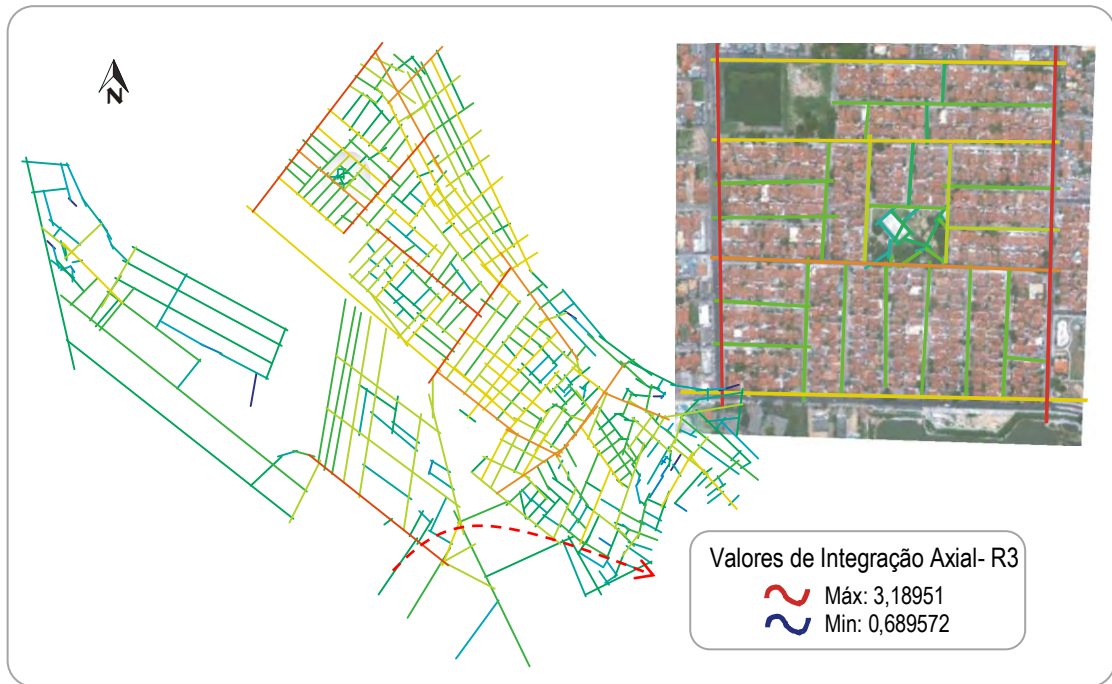 N
Valores de Integração Axial- R3
Máx: 3,18951
Min: 0,689572